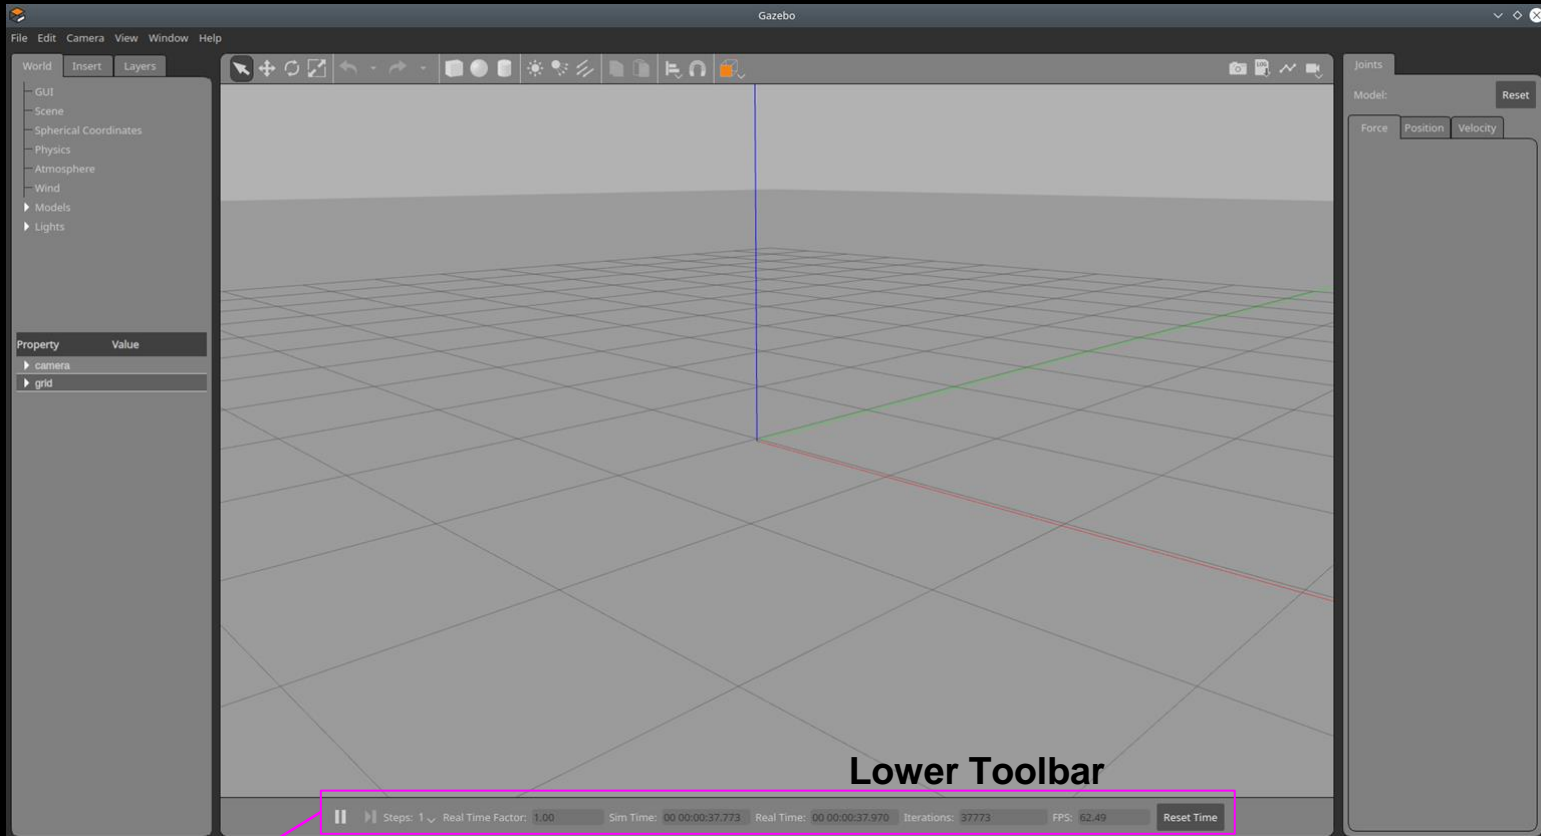 Gazebo
File Edit Camera View Window Help
World Insert Layers
GUI
Scene
Spherical Coordinates
Physics
Atmosphere
Wind
Models
Lights
Property Value
camera
grid
LOG
Joints
Model: Reset
Force Position Velocity
Lower Toolbar
Steps: 1 Real Time Factor: 1.00 Sim Time: 00 00:00:37.773 Real Time: 00 00:00:37.970 Iterations: 37773 FPS: 62.49 Reset Time